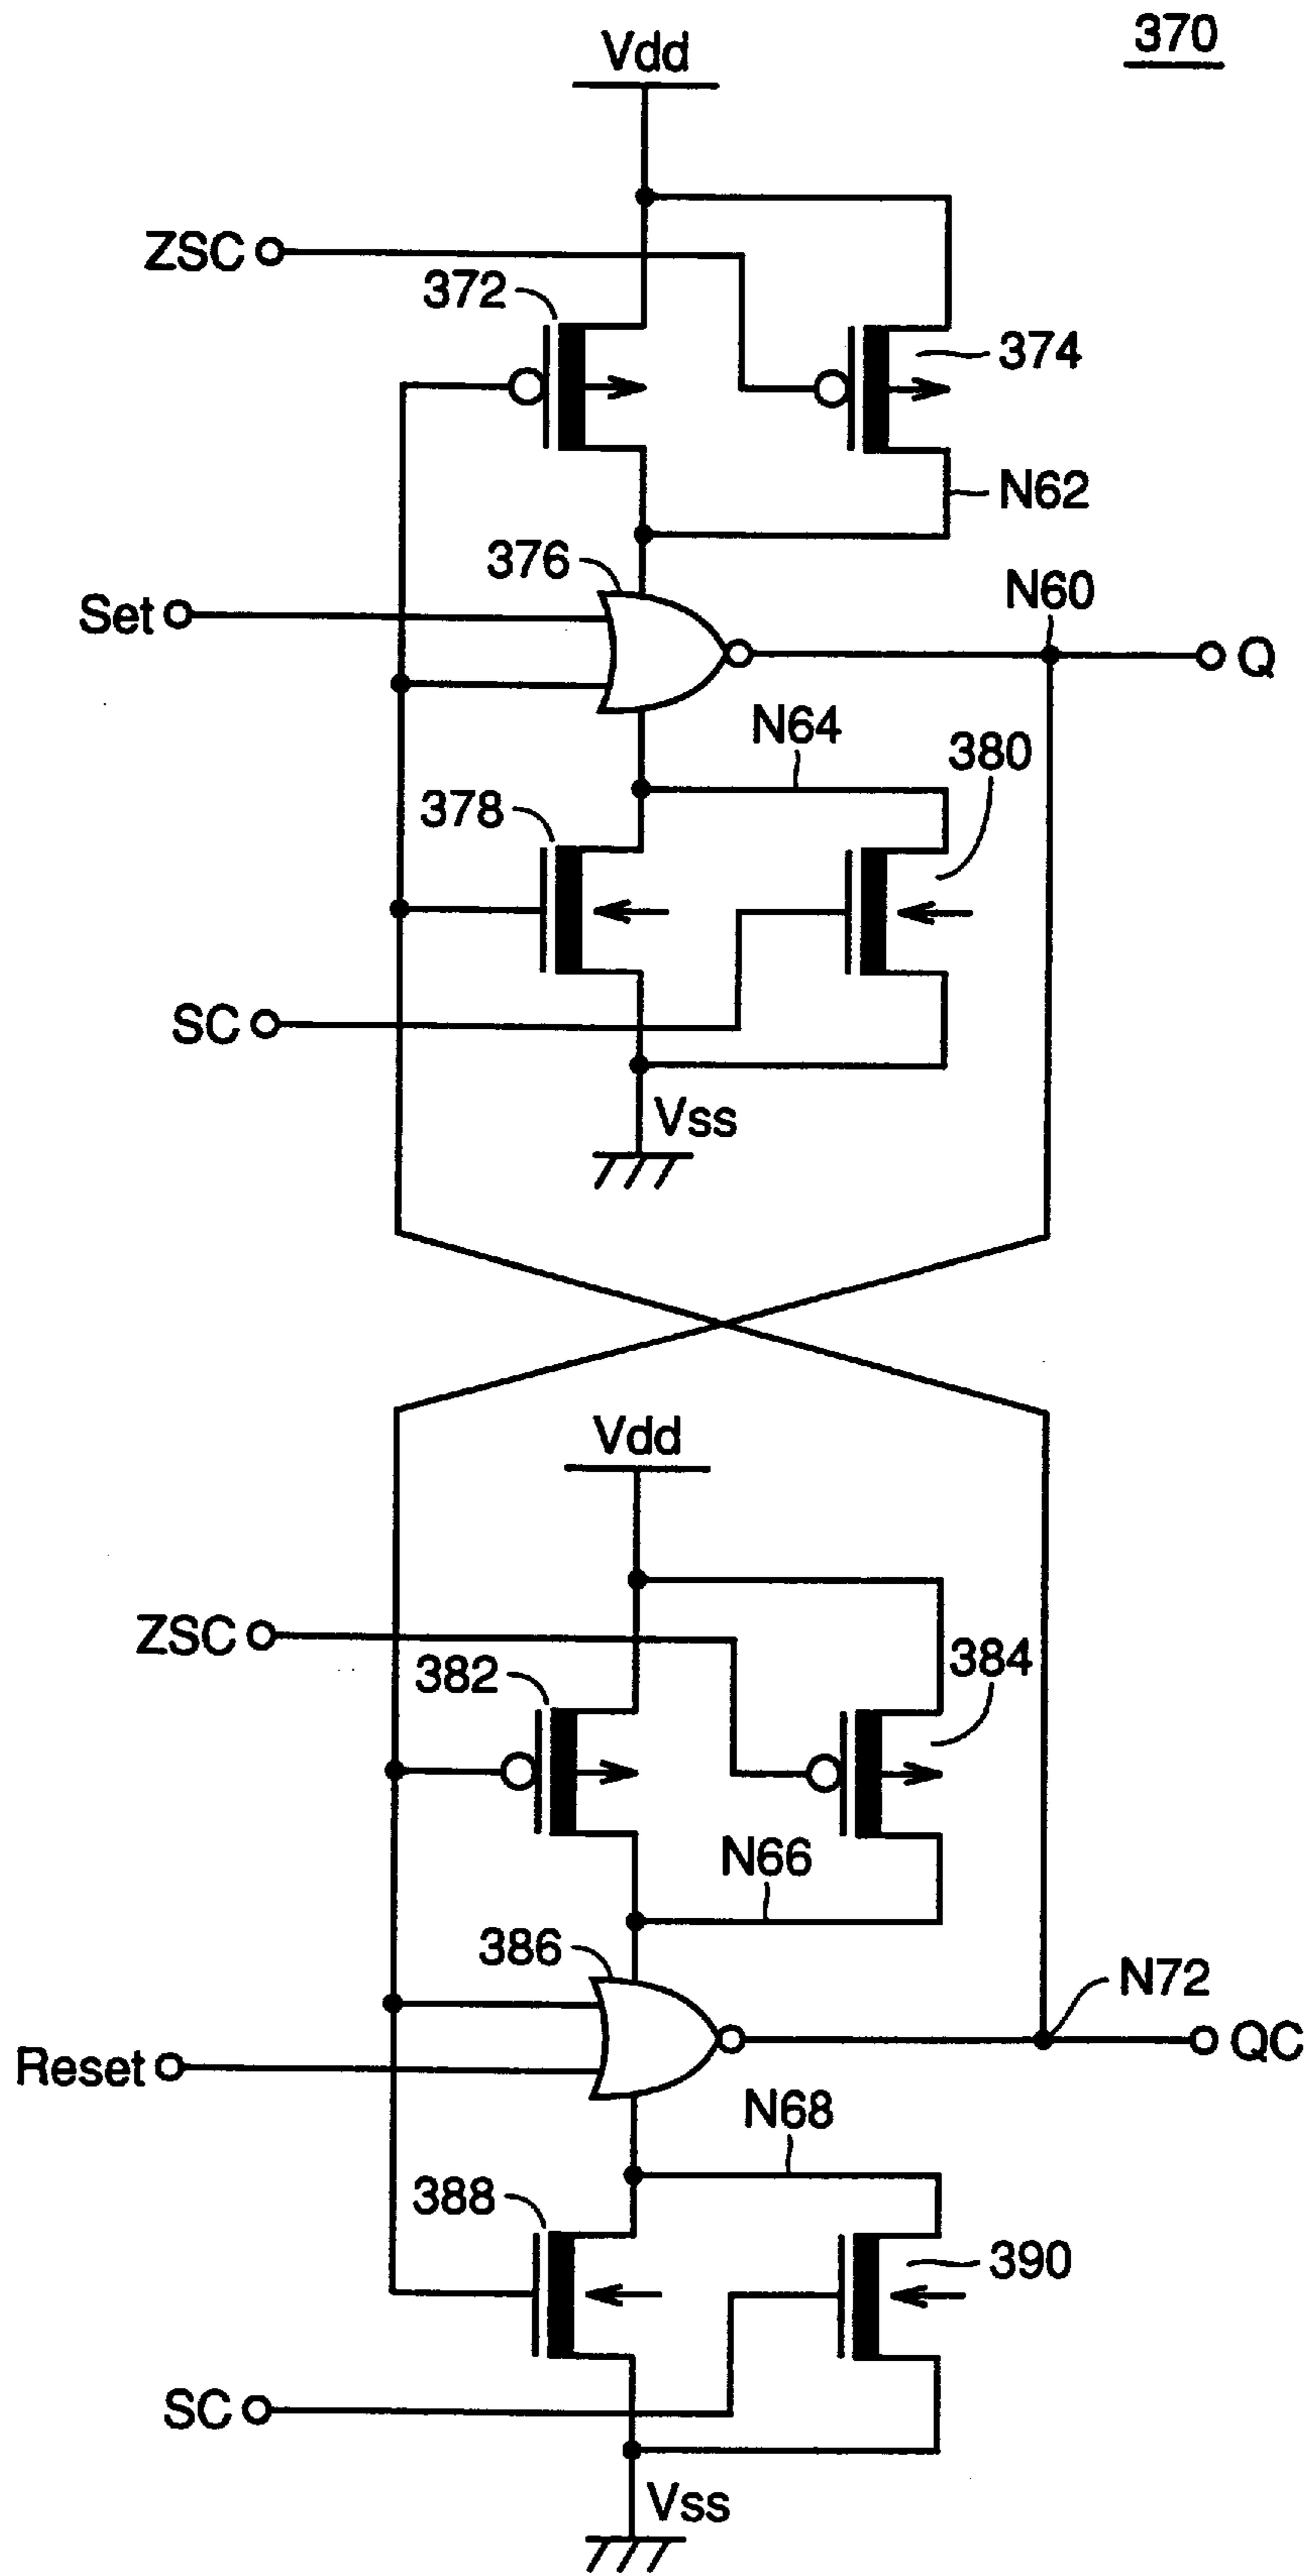 370
Vdd
ZSC
372
374
N62
376
N60
Set
Q
N64
380
378
SC
Vss
Vdd
ZSC
382
384
N66
386
N72
Reset
QC
N68
388
390
SC
Vss